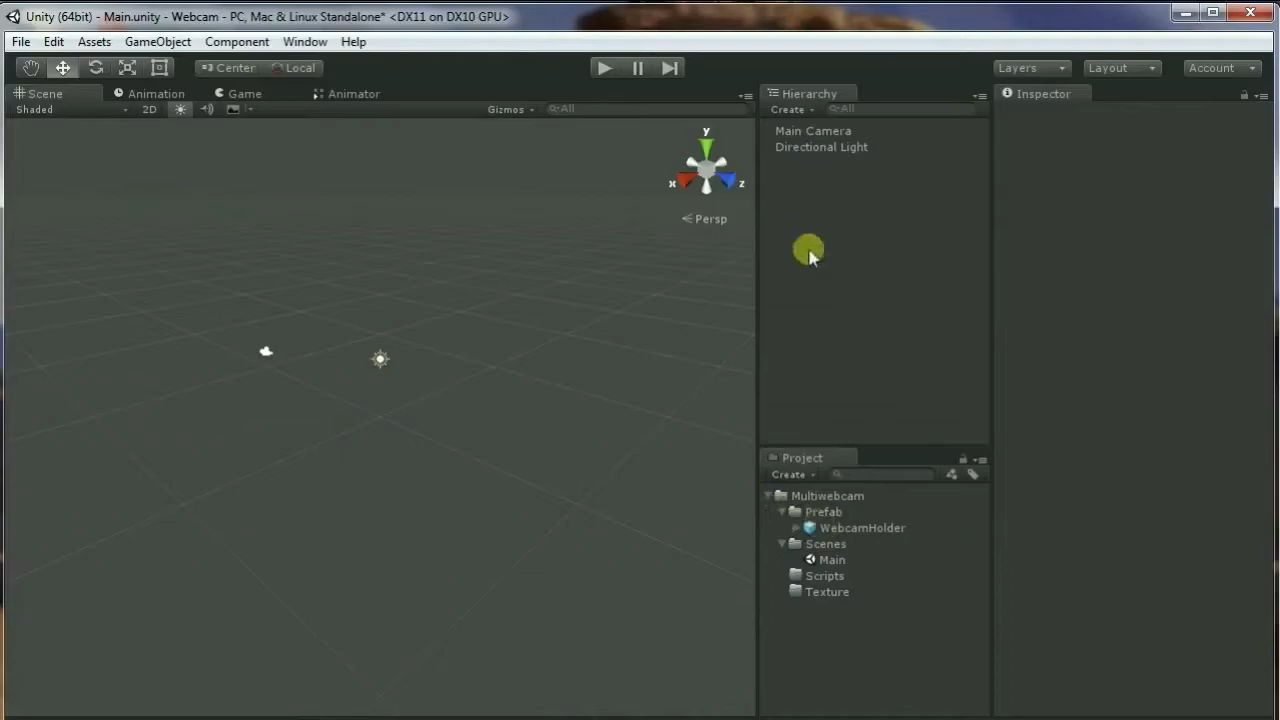 Unity (64bit) - Main.unity - Webcam - PC, Mac & Linux Standalone* <DX11 on DX10 GPU>
File Edit Assets GameObject Component Window Help
Center Local Layers Layout Account
Scene Animation Game Animator Hierarchy Inspector
Shaded 2D Gizmos All Create All
y
x z
Persp
Main Camera
Directional Light
Project
Create
Multiwebcam
Prefab
WebcamHolder
Scenes
Main
Scripts
Texture